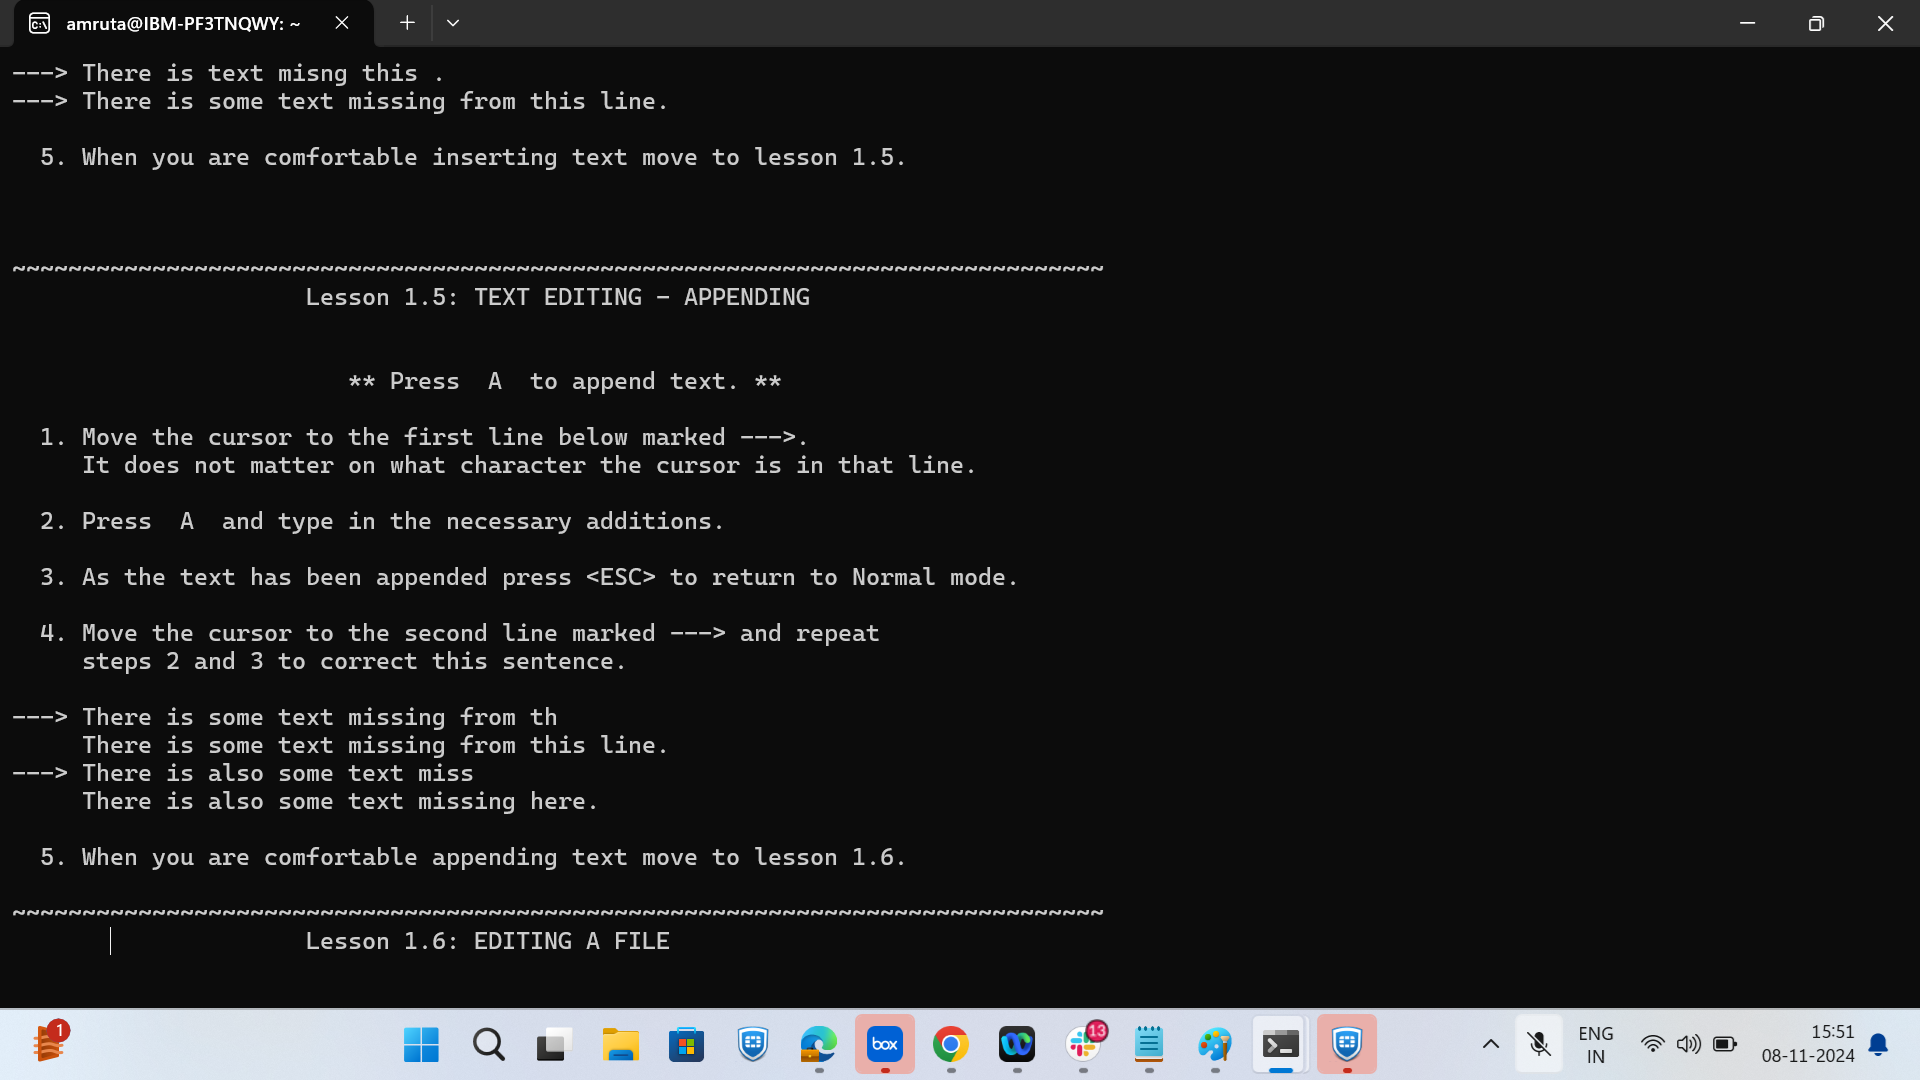 amruta@IBM-PF3TNQWY: ~
---> There is text misng this .
---> There is some text missing from this line.
5. When you are comfortable inserting text move to lesson 1.5.
~~~~~~~~~~~~~~~~~~~~~~~~~~~~~~~~~~~~~~~~~~~~~~~~~~~~~~~~~~~~~~~~~~~~~~~~~~~~~~
Lesson 1.5: TEXT EDITING - APPENDING
** Press  A  to append text. **
1. Move the cursor to the first line below marked --->.
It does not matter on what character the cursor is in that line.
2. Press  A  and type in the necessary additions.
3. As the text has been appended press <ESC> to return to Normal mode.
4. Move the cursor to the second line marked ---> and repeat
steps 2 and 3 to correct this sentence.
---> There is some text missing from th
There is some text missing from this line.
---> There is also some text miss
There is also some text missing here.
5. When you are comfortable appending text move to lesson 1.6.
~~~~~~~~~~~~~~~~~~~~~~~~~~~~~~~~~~~~~~~~~~~~~~~~~~~~~~~~~~~~~~~~~~~~~~~~~~~~~~
Lesson 1.6: EDITING A FILE
1
box
13
ENG
IN
15:51
08-11-2024